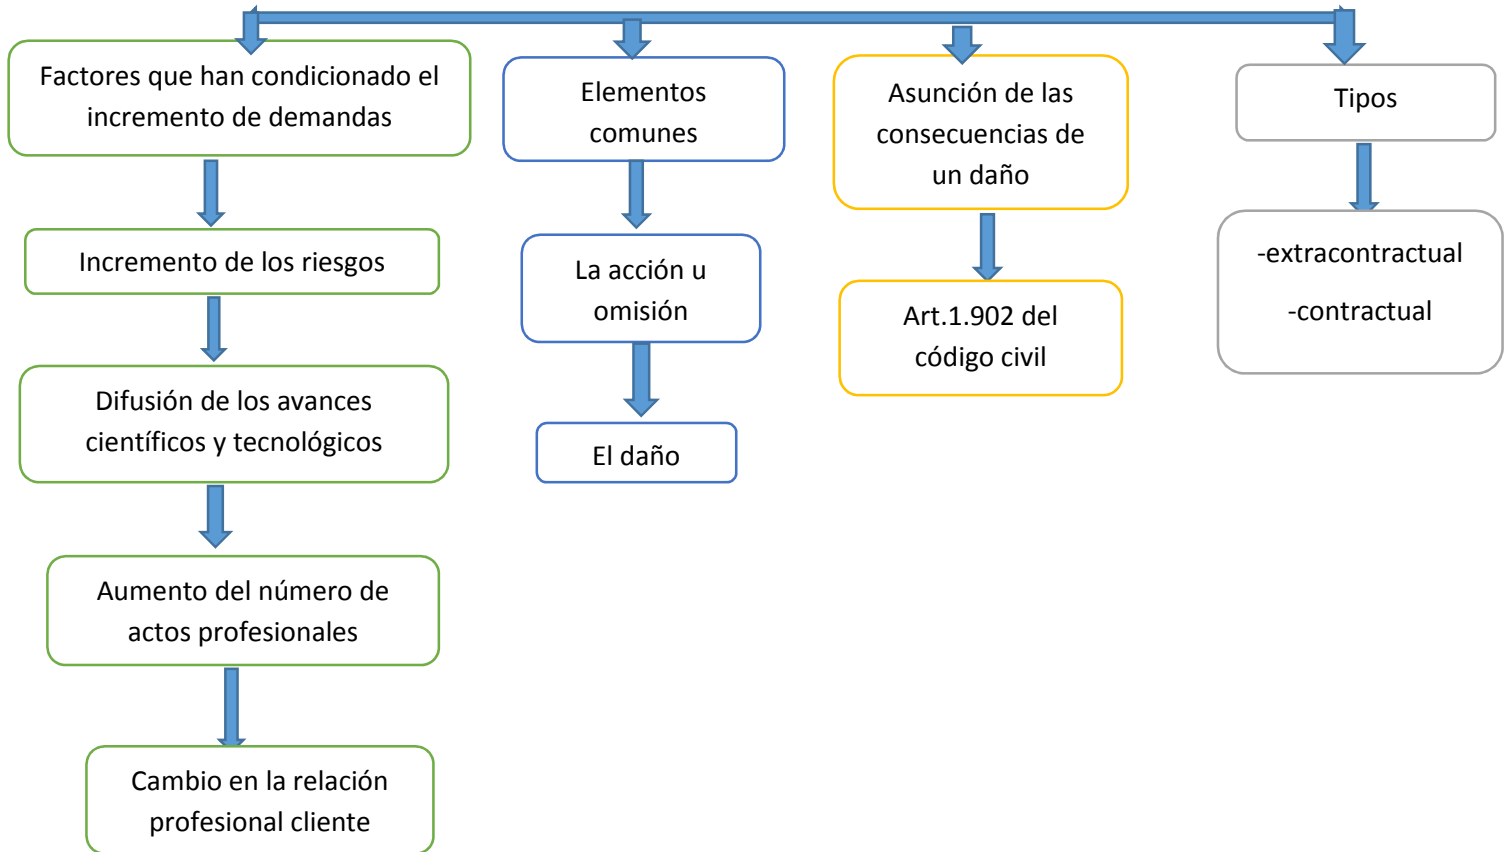 Factores que han condicionado el
incremento de demandas
Incremento de los riesgos
Difusión de los avances
científicos y tecnológicos
Aumento del número de
actos profesionales
Cambio en la relación
profesional cliente
Elementos
comunes
La acción u
omisión
El daño
Asunción de las
consecuencias de
un daño
Art.1.902 del
código civil
Tipos
-extracontractual
-contractual